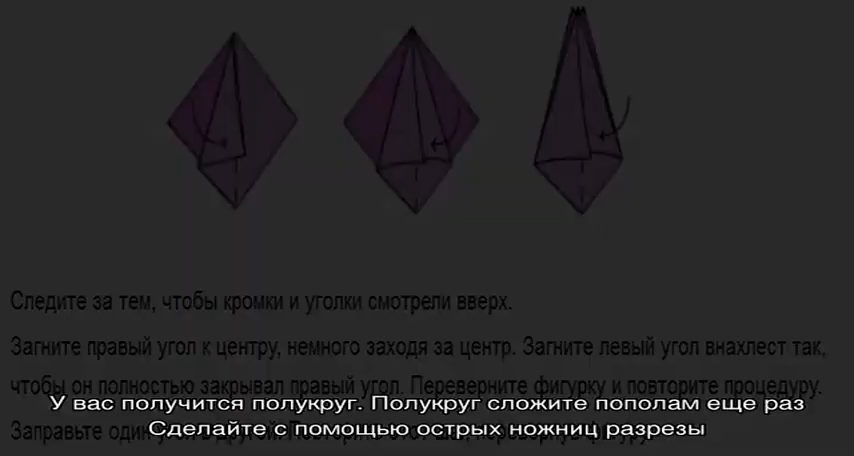 Следите за тем, чтобы кромки и уголки смотрели вверх.
Загните правый угол к центру, немного заходя за центр. Загните левый угол внахлест так,
чтобы он полностью закрывал правый угол. Переверните фигурку и повторите процедуру.
У вас получится полукруг. Полукруг сложите пополам еще раз
Заправьте один
Сделайте с помощью острых ножниц разрезы